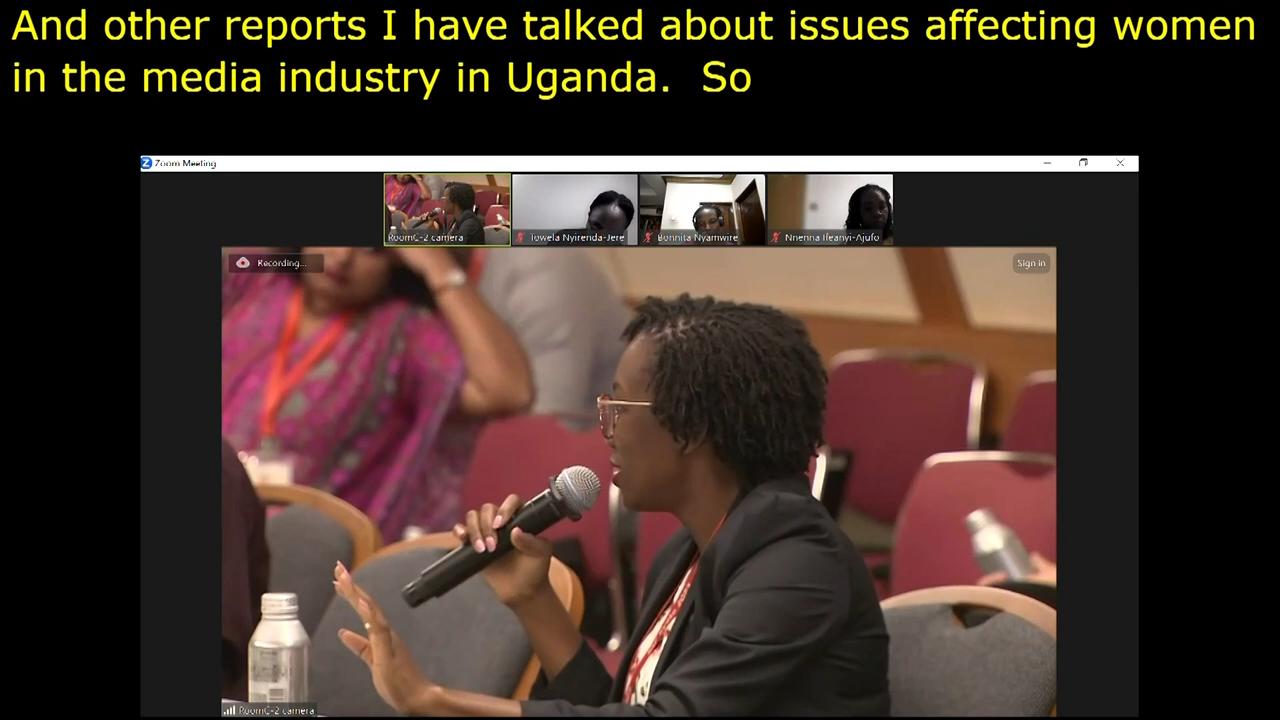 And other reports I have talked about issues affecting women
in the media industry in Uganda.  So
Zoom Meeting
RoomC-2 camera
Towela Nyirenda-Jere
Bonnita Nyamwire
Nnenna Ifeanyi-Ajufo
Recording...
Sign in
RoomC-2 camera